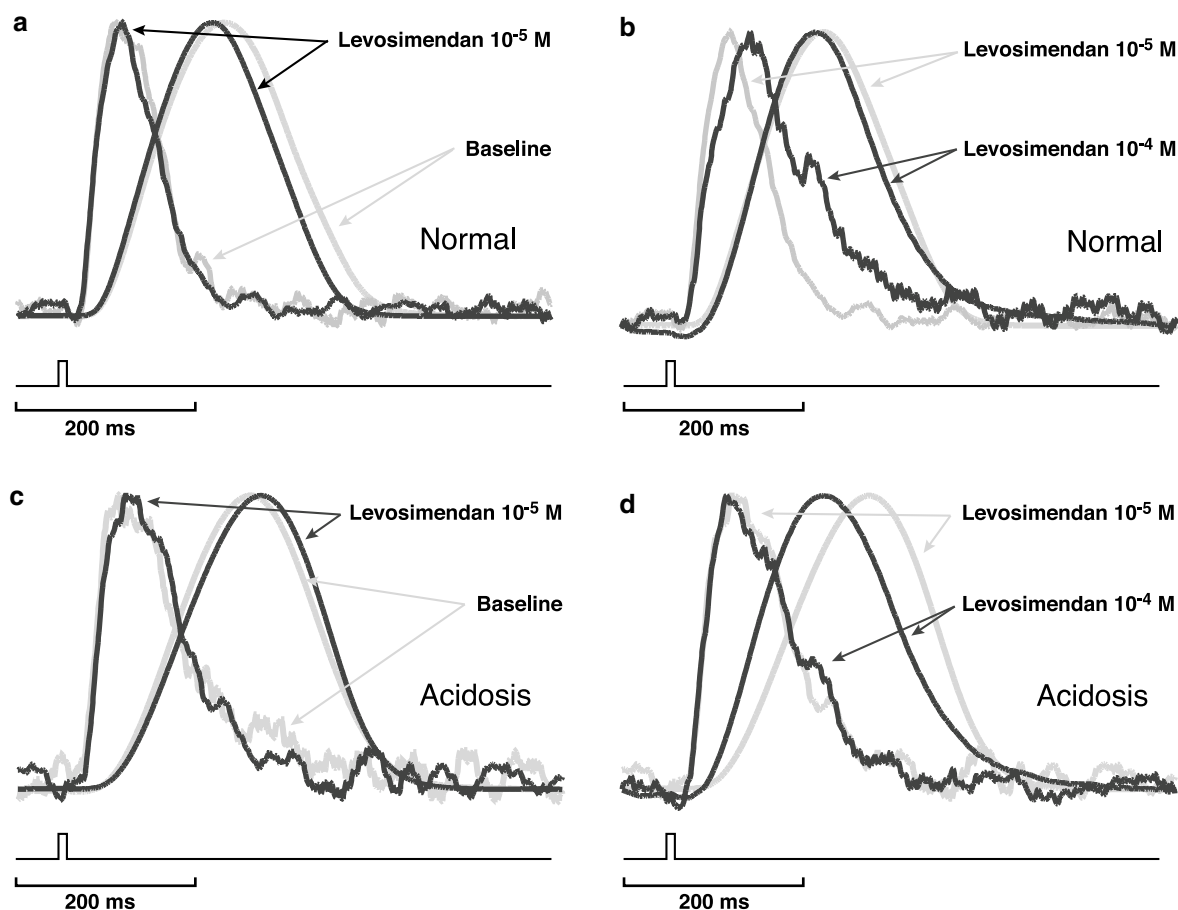 a
Levosimendan 10⁻⁵ M
Baseline
Normal
200 ms
b
Levosimendan 10⁻⁵ M
Levosimendan 10⁻⁴ M
Normal
200 ms
c
Levosimendan 10⁻⁵ M
Baseline
Acidosis
200 ms
d
Levosimendan 10⁻⁵ M
Levosimendan 10⁻⁴ M
Acidosis
200 ms